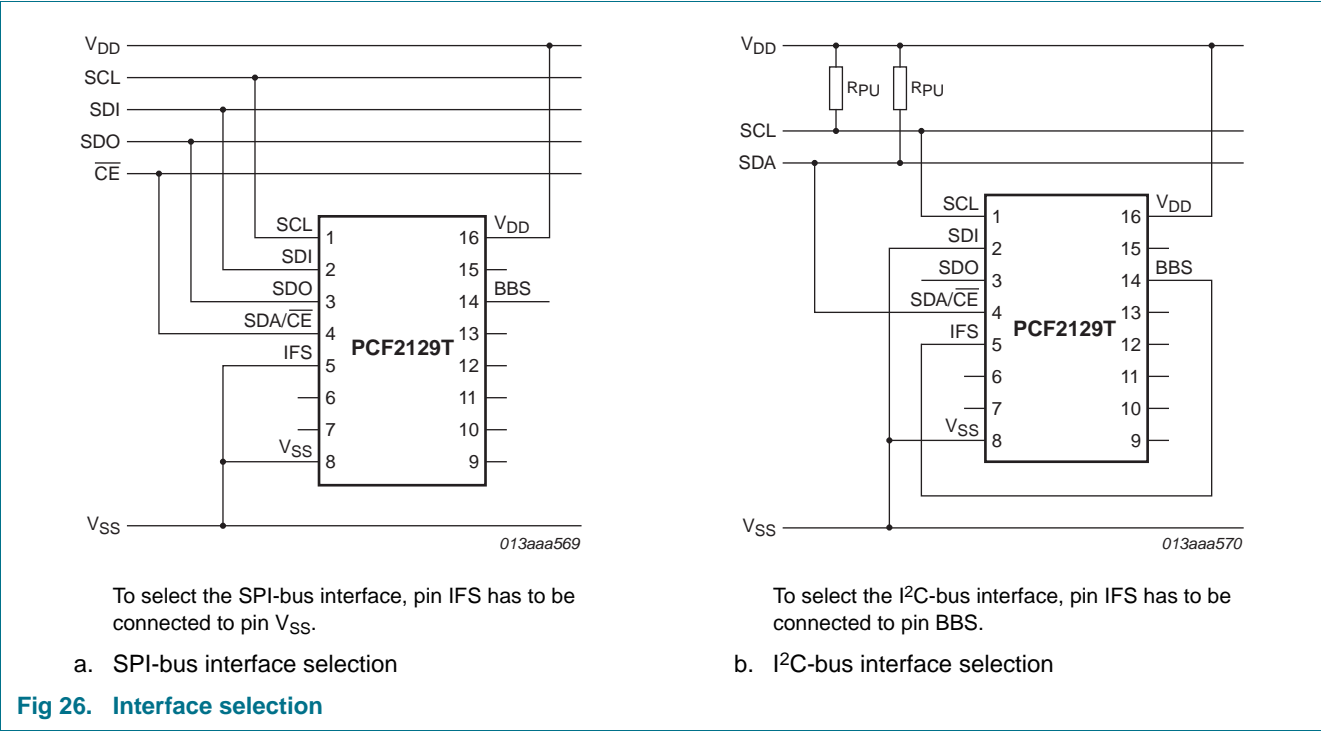 VDD
SCL
SDI
SDO
CE
SCL
SDI
SDO
SDA/CE
IFS
VSS
1
2
3
4
5
6
7
8
PCF2129T
16
15
14
13
12
11
10
9
VDD
BBS
VSS
013aaa569
To select the SPI-bus interface, pin IFS has to be
connected to pin VSS.
a. SPI-bus interface selection
VDD
RPU
RPU
SCL
SDA
SCL
SDI
SDO
SDA/CE
IFS
VSS
1
2
3
4
5
6
7
8
PCF2129T
16
15
14
13
12
11
10
9
VDD
BBS
VSS
013aaa570
To select the I2C-bus interface, pin IFS has to be
connected to pin BBS.
b. I2C-bus interface selection
Fig 26. Interface selection